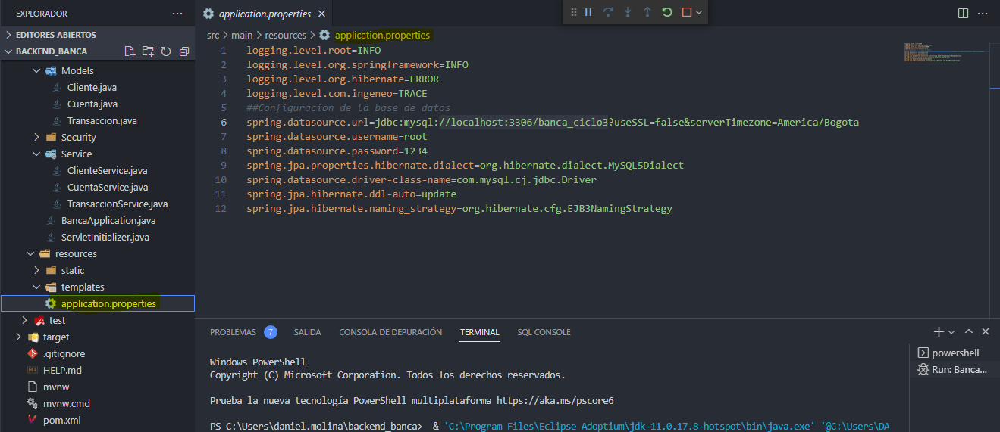 EXPLORADOR
EDITORES ABIERTOS
BACKEND_BANCA
Models
Cliente.java
Cuenta.java
Transaccion.java
Security
Service
ClienteService.java
CuentaService.java
TransaccionService.java
BancaApplication.java
ServletInitializer.java
resources
static
templates
application.properties
test
target
.gitignore
HELP.md
mvnw
mvnw.cmd
pom.xml
application.properties
src > main > resources > application.properties
1 logging.level.root=INFO
2 logging.level.org.springframework=INFO
3 logging.level.org.hibernate=ERROR
4 logging.level.com.ingeneo=TRACE
5 ##Configuracion de la base de datos
6 spring.datasource.url=jdbc:mysql://localhost:3306/banca_ciclo3?useSSL=false&serverTimezone=America/Bogota
7 spring.datasource.username=root
8 spring.datasource.password=1234
9 spring.jpa.properties.hibernate.dialect=org.hibernate.dialect.MySQL5Dialect
10 spring.datasource.driver-class-name=com.mysql.cj.jdbc.Driver
11 spring.jpa.hibernate.ddl-auto=update
12 spring.jpa.hibernate.naming_strategy=org.hibernate.cfg.EJB3NamingStrategy
PROBLEMAS 7 SALIDA CONSOLA DE DEPURACIÓN TERMINAL SQL CONSOLE
Windows PowerShell
Copyright (C) Microsoft Corporation. Todos los derechos reservados.
Prueba la nueva tecnología PowerShell multiplataforma https://aka.ms/pscore6
PS C:\Users\daniel.molina\backend_banca> & 'C:\Program Files\Eclipse Adoptium\jdk-11.0.17.8-hotspot\bin\java.exe' '@C:\Users\DA
powershell
Run: Banca...